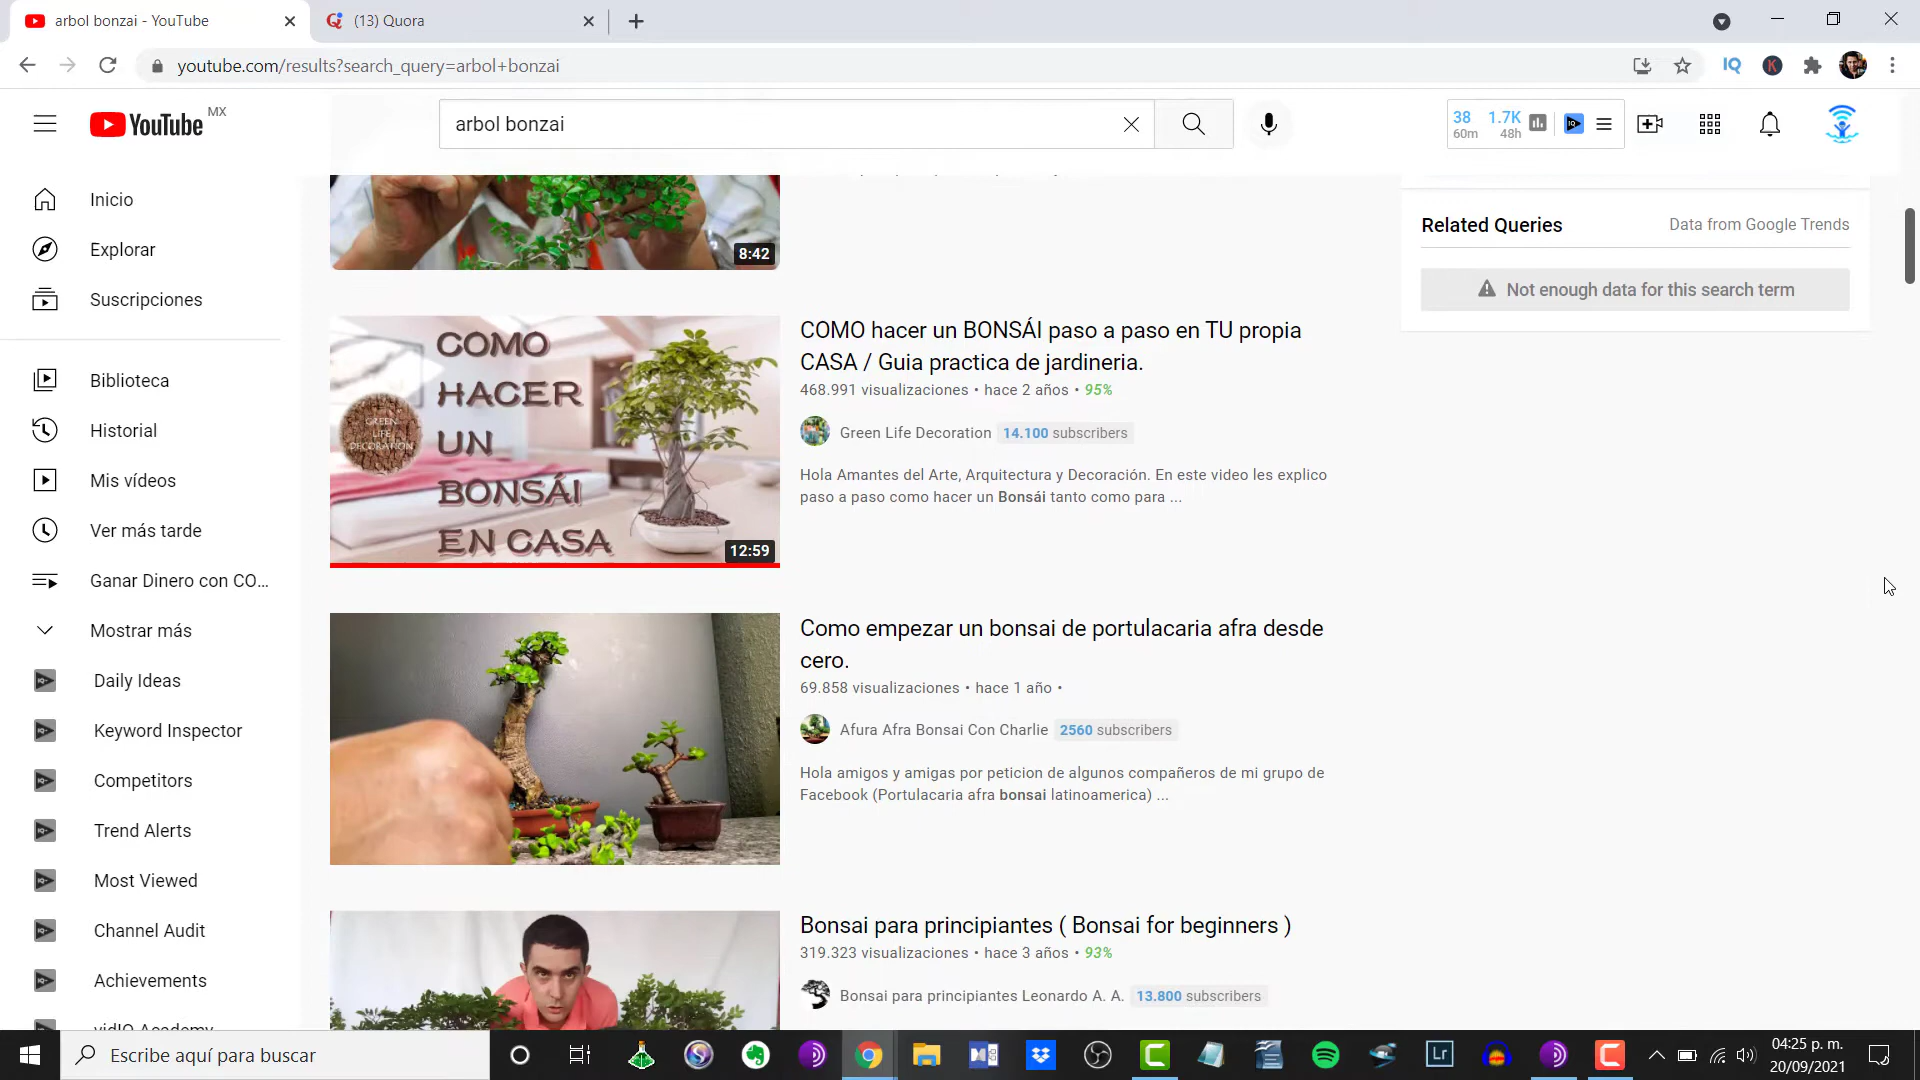 arbol bonzai - YouTube
(13) Quora
youtube.com/results?search_query=arbol+bonzai
YouTube MX
arbol bonzai
38 1.7K
60m 48h
Inicio
Explorar
Suscripciones
Biblioteca
Historial
Mis vídeos
Ver más tarde
Ganar Dinero con CO...
Mostrar más
Daily Ideas
Keyword Inspector
Competitors
Trend Alerts
Most Viewed
Channel Audit
Achievements
vidIQ Academy
8:42
COMO
HACER
UN
BONSÁI
EN CASA
GREEN
LIFE
DECORATION
12:59
COMO hacer un BONSÁI paso a paso en TU propia
CASA / Guia practica de jardineria.
468.991 visualizaciones • hace 2 años • 95%
Green Life Decoration 14.100 subscribers
Hola Amantes del Arte, Arquitectura y Decoración. En este video les explico
paso a paso como hacer un Bonsái tanto como para ...
Como empezar un bonsai de portulacaria afra desde
cero.
69.858 visualizaciones • hace 1 año •
Afura Afra Bonsai Con Charlie 2560 subscribers
Hola amigos y amigas por peticion de algunos compañeros de mi grupo de
Facebook (Portulacaria afra bonsai latinoamerica) ...
Bonsai para principiantes ( Bonsai for beginners )
319.323 visualizaciones • hace 3 años • 93%
Bonsai para principiantes Leonardo A. A. 13.800 subscribers
Related Queries Data from Google Trends
Not enough data for this search term
Escribe aquí para buscar
Lr
04:25 p. m.
20/09/2021